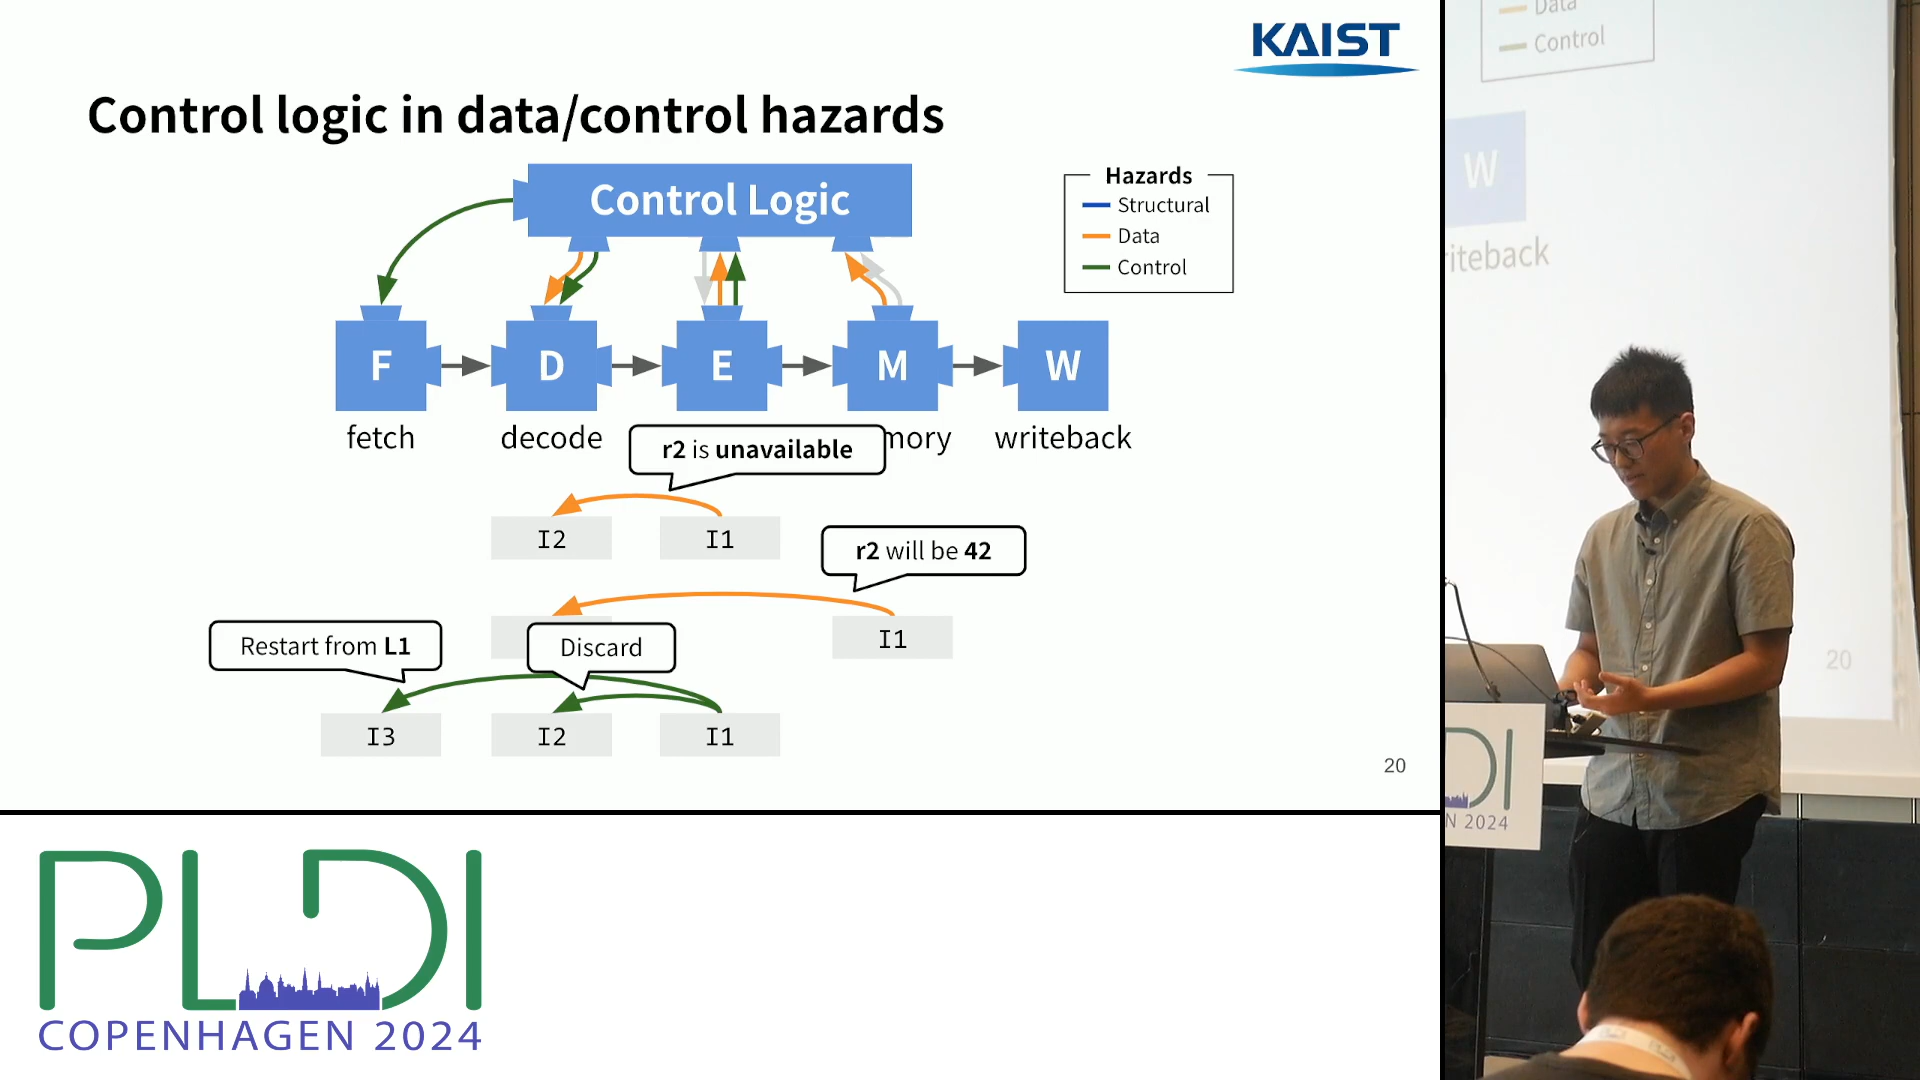 KAIST
Control logic in data/control hazards
Control Logic
Hazards
Structural
Data
Control
F
D
E
M
W
fetch
decode
mory
writeback
r2 is unavailable
I2
I1
r2 will be 42
I1
Restart from L1
Discard
I3
I2
I1
20
PLDI
COPENHAGEN 2024
Data
Control
W
riteback
20
DI
N 2024